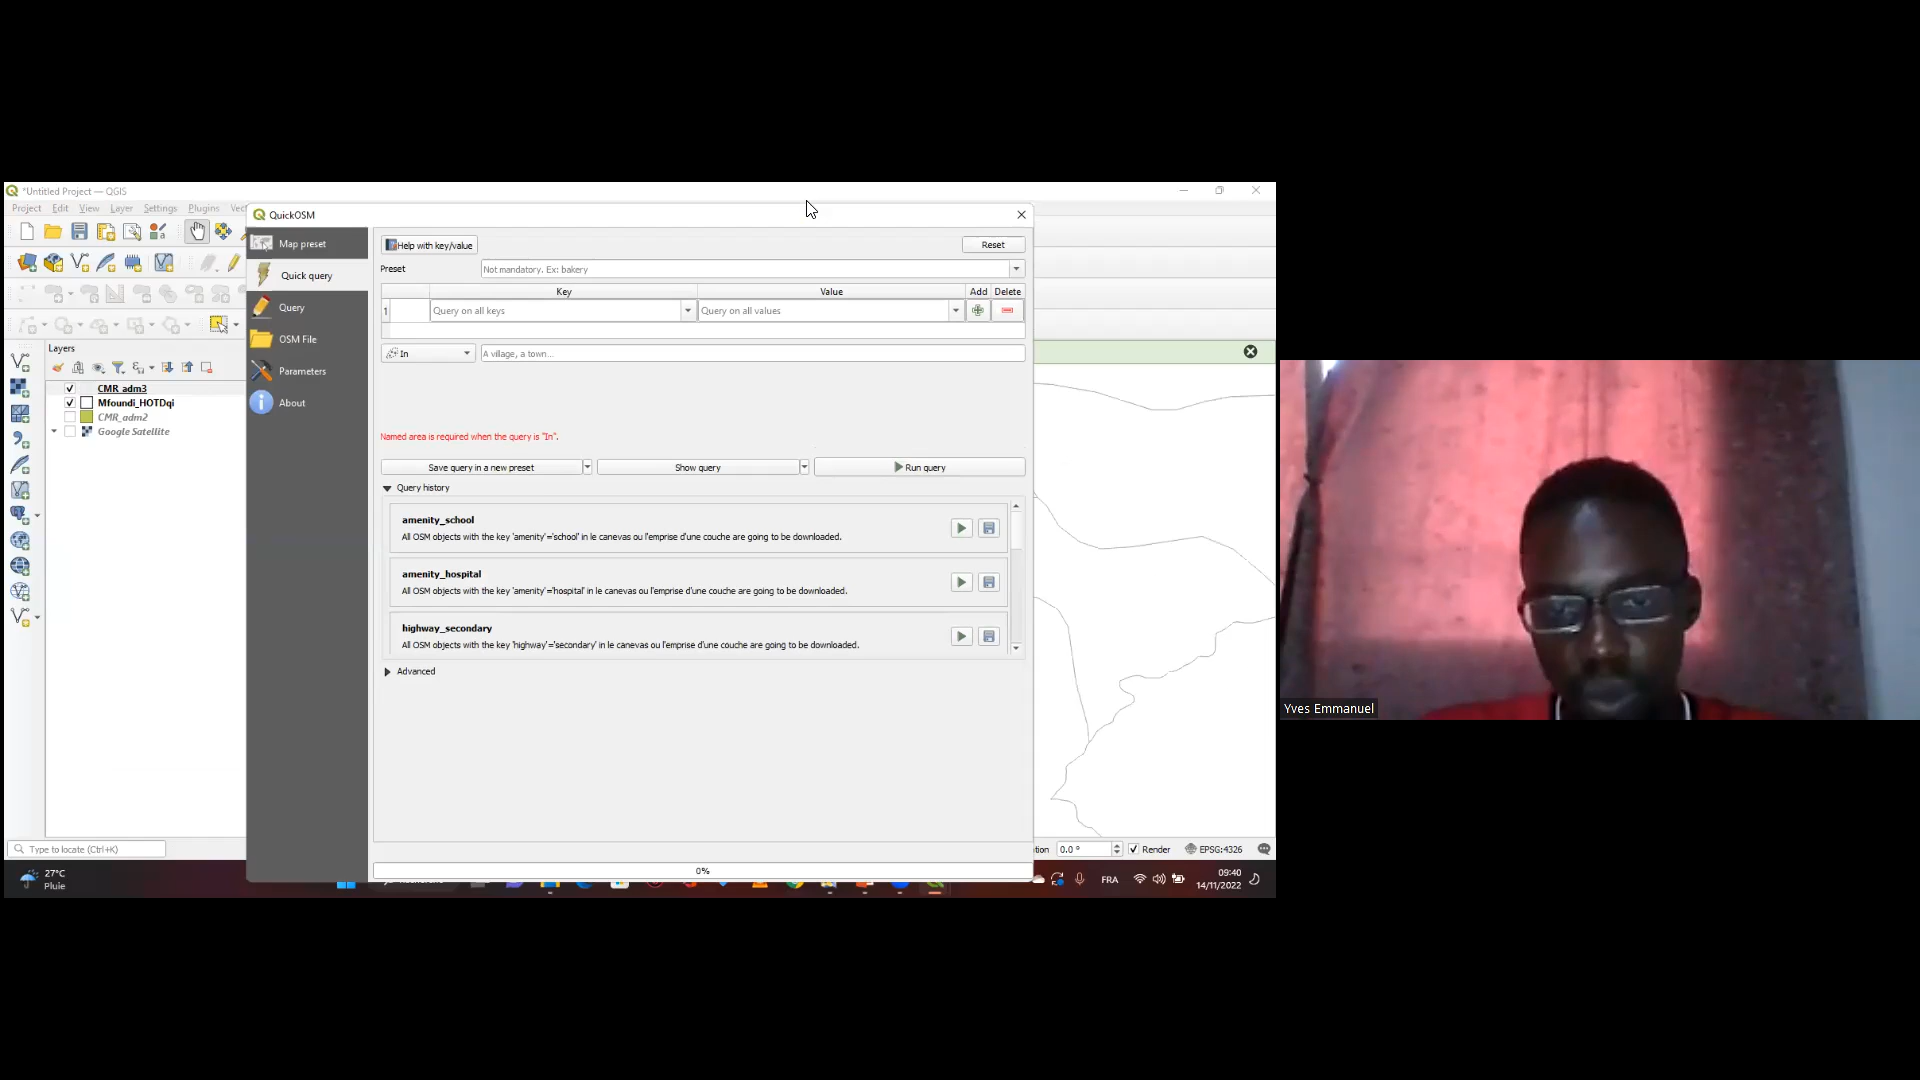 *Untitled Project — QGIS
Project Edit View Layer Settings Plugins Vect
QuickOSM
Map preset
Quick query
Query
OSM File
Parameters
About
Help with key/value
Reset
Preset
Not mandatory. Ex: bakery
Key Value Add Delete
1 Query on all keys Query on all values
In A village, a town...
Named area is required when the query is "In".
Save query in a new preset Show query Run query
Query history
amenity_school
All OSM objects with the key 'amenity'='school' in le canevas ou l'emprise d'une couche are going to be downloaded.
amenity_hospital
All OSM objects with the key 'amenity'='hospital' in le canevas ou l'emprise d'une couche are going to be downloaded.
highway_secondary
All OSM objects with the key 'highway'='secondary' in le canevas ou l'emprise d'une couche are going to be downloaded.
Advanced
0%
Layers
CMR_adm3
Mfoundi_HOTDqi
CMR_adm2
Google Satellite
Type to locate (Ctrl+K)
0.0 ° Render EPSG:4326
27°C
Pluie
FRA
09:40
14/11/2022
Yves Emmanuel